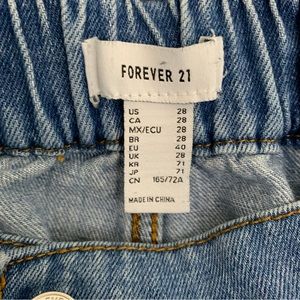 FOREVER 21
US 28
CA 28
MX/ECU 28
BR 28
EU 40
UK 28
KR 71
JP 71
CN 165/72A
MADE IN CHINA